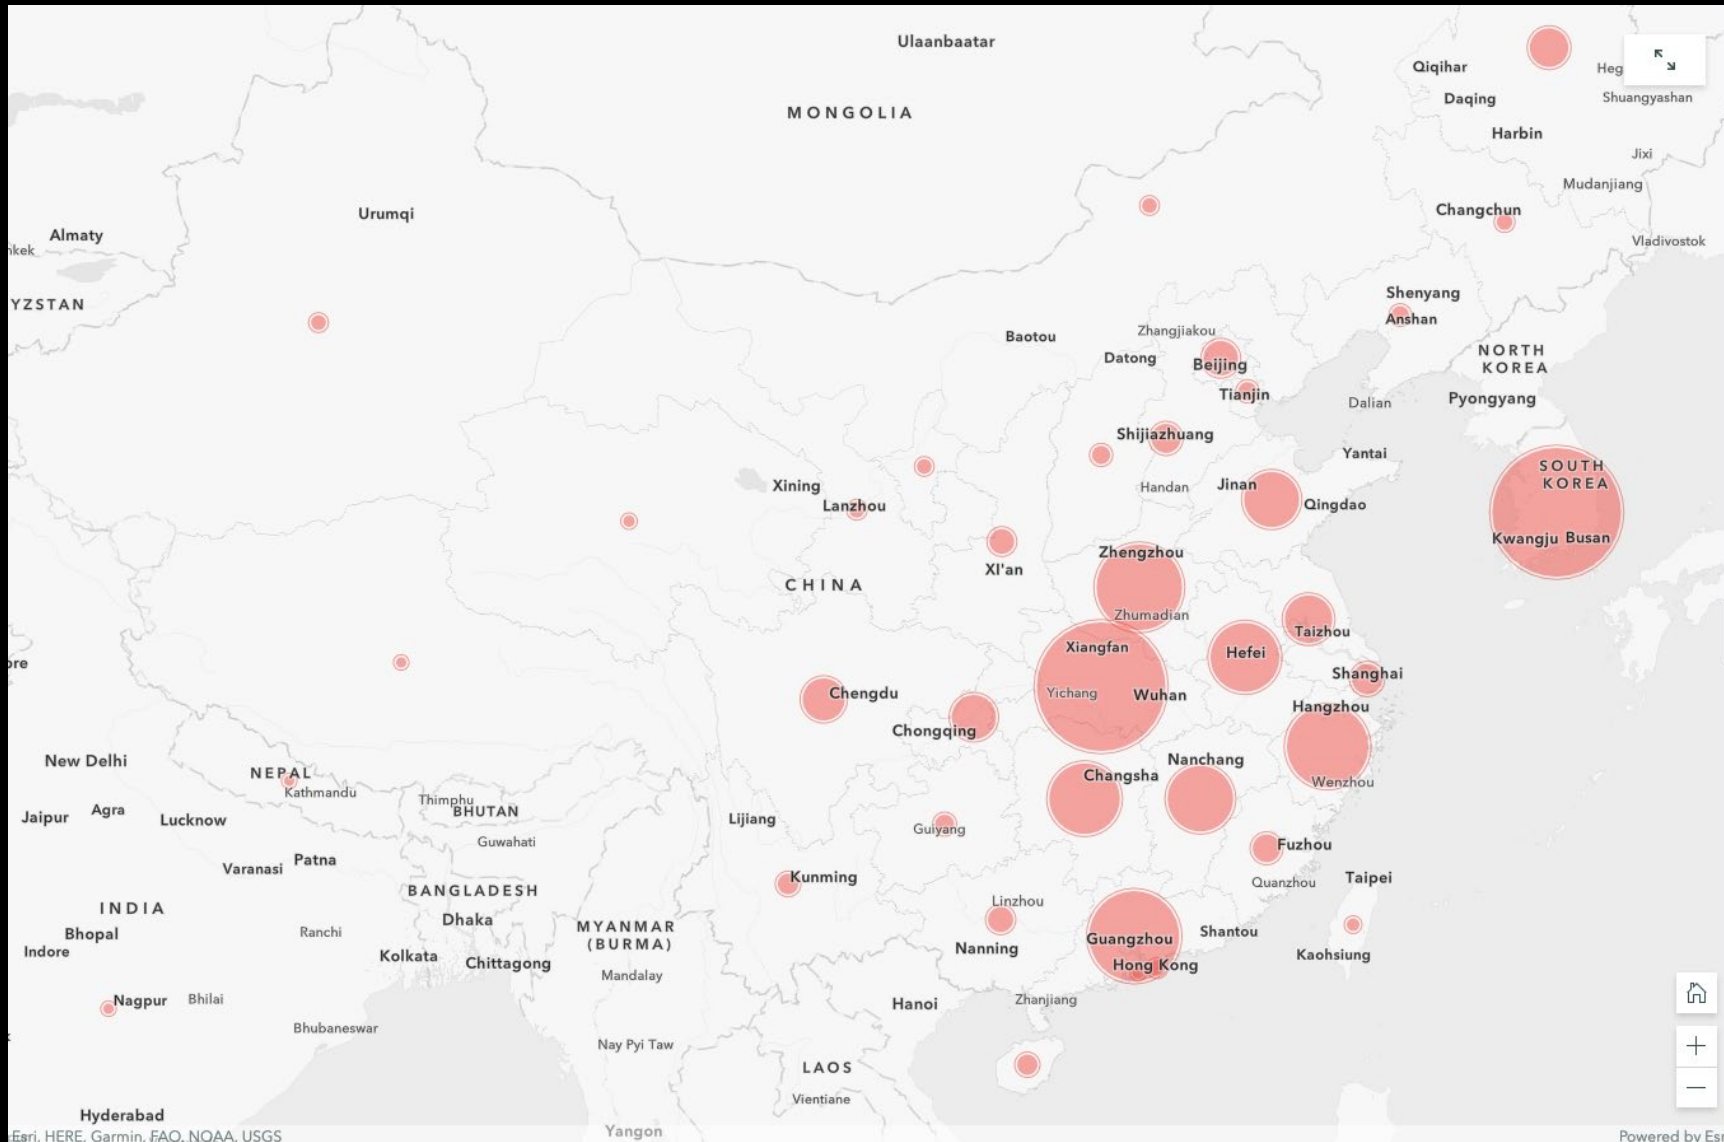 Ulaanbaatar
Qiqihar
Heg
Daqing
Shuangyashan
MONGOLIA
Harbin
Jixi
Mudanjiang
Urumqi
Changchun
Almaty
Vladivostok
nkek
Shenyang
YZSTAN
Anshan
Zhangjiakou
Baotou
NORTH
KOREA
Datong
Beijing
Tianjin
Pyongyang
Dalian
Shijiazhuang
Yantai
SOUTH
KOREA
Xining
Jinan
Handan
Lanzhou
Qingdao
Kwangju
Busan
Zhengzhou
XI'an
CHINA
Zhumadian
Taizhou
Xiangfan
Hefei
ore
Shanghai
Chengdu
Yichang
Wuhan
Hangzhou
Chongqing
New Delhi
Nanchang
NEPAL
Changsha
Wenzhou
Kathmandu
Thimphu
BHUTAN
Agra
Jaipur
Lucknow
Lijiang
Guiyang
Guwahati
Fuzhou
Patna
Varanasi
Kunming
Taipei
Quanzhou
BANGLADESH
Linzhou
INDIA
Dhaka
MYANMAR
(BURMA)
Bhopal
Ranchi
Shantou
Guangzhou
Indore
Nanning
Kolkata
Kaohsiung
Chittagong
Hong Kong
Mandalay
Nagpur
Bhilai
Zhanjiang
Hanoi
Bhubaneswar
Nay Pyi Taw
LAOS
Vientiane
Hyderabad
Yangon
Esri, HERE, Garmin, FAO, NOAA, USGS
Powered by Esri